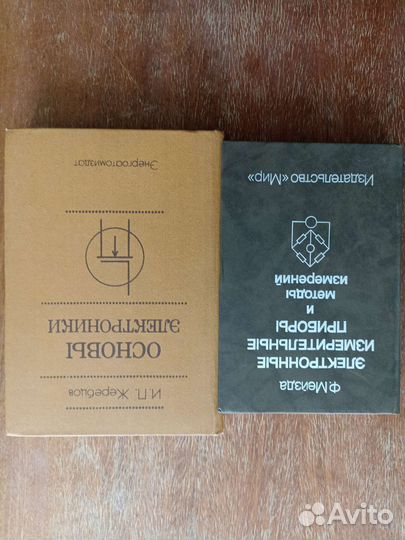 И.П. Жеребцов
ОСНОВЫ
ЭЛЕКТРОНИКИ
Энергоатомиздат
Ф. Мейзда
ЭЛЕКТРОННЫЕ
ИЗМЕРИТЕЛЬНЫЕ
ПРИБОРЫ
И
МЕТОДЫ
ИЗМЕРЕНИЙ
Издательство «Мир»
Avito